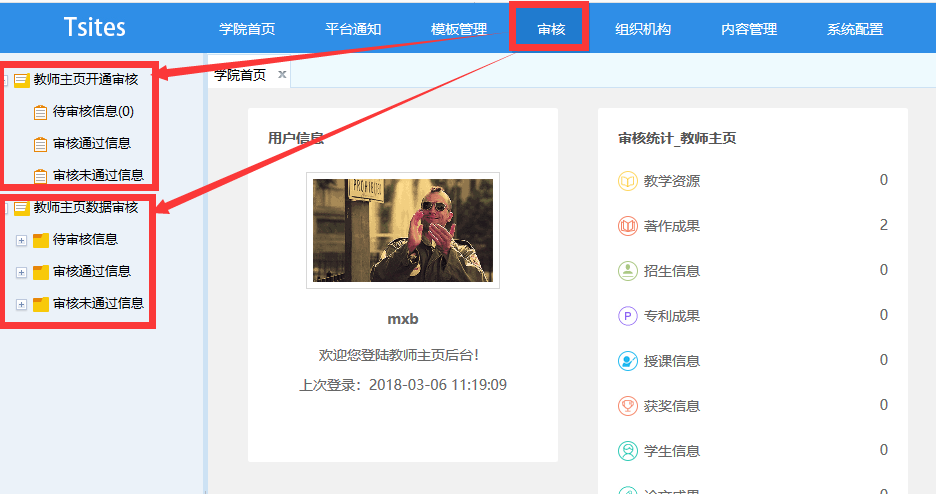 Tsites 学院首页 平台通知 模板管理 审核 组织机构 内容管理 系统配置
教师主页开通审核
待审核信息(0)
审核通过信息
审核未通过信息
教师主页数据审核
待审核信息
审核通过信息
审核未通过信息
学院首页 ×
用户信息
PROHIBITED
mxb
欢迎您登陆教师主页后台！
上次登录：2018-03-06 11:19:09
审核统计_教师主页
教学资源 0
著作成果 2
招生信息 0
P 专利成果 0
授课信息 0
获奖信息 0
学生信息 0
论文成果 0